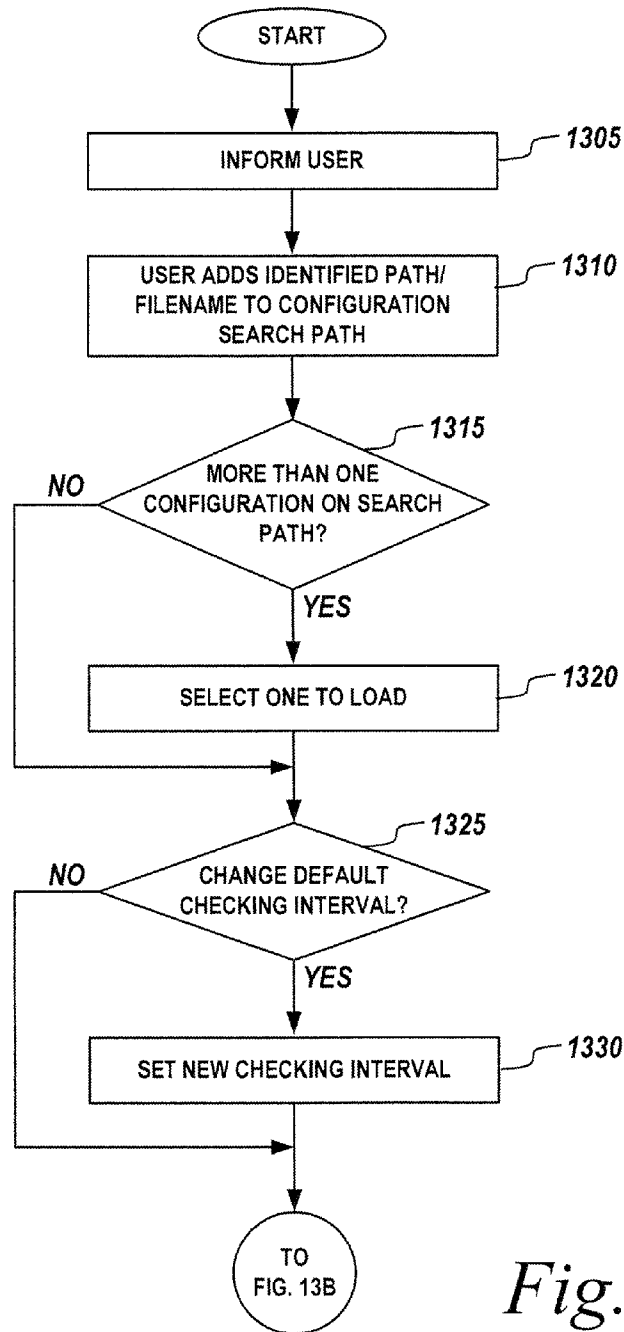 START
INFORM USER
1305
USER ADDS IDENTIFIED PATH/
FILENAME TO CONFIGURATION
SEARCH PATH
1310
1315
MORE THAN ONE
CONFIGURATION ON SEARCH
PATH?
NO
YES
SELECT ONE TO LOAD
1320
1325
CHANGE DEFAULT
CHECKING INTERVAL?
NO
YES
SET NEW CHECKING INTERVAL
1330
TO
FIG. 13B
Fig.